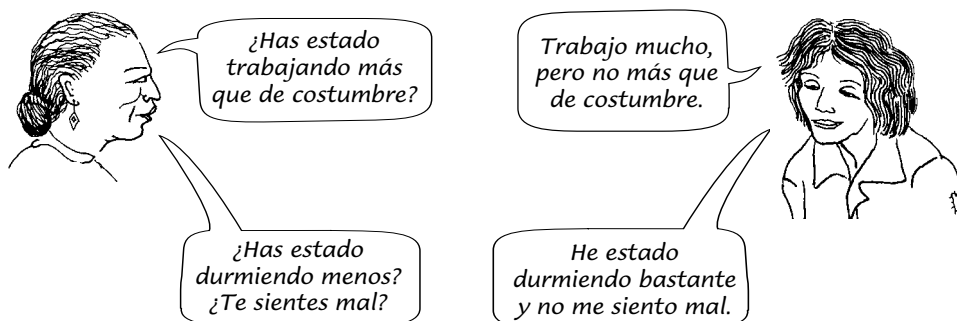 ¿Has estado
trabajando más
que de costumbre?
Trabajo mucho,
pero no más que
de costumbre.
¿Has estado
durmiendo menos?
¿Te sientes mal?
He estado
durmiendo bastante
y no me siento mal.